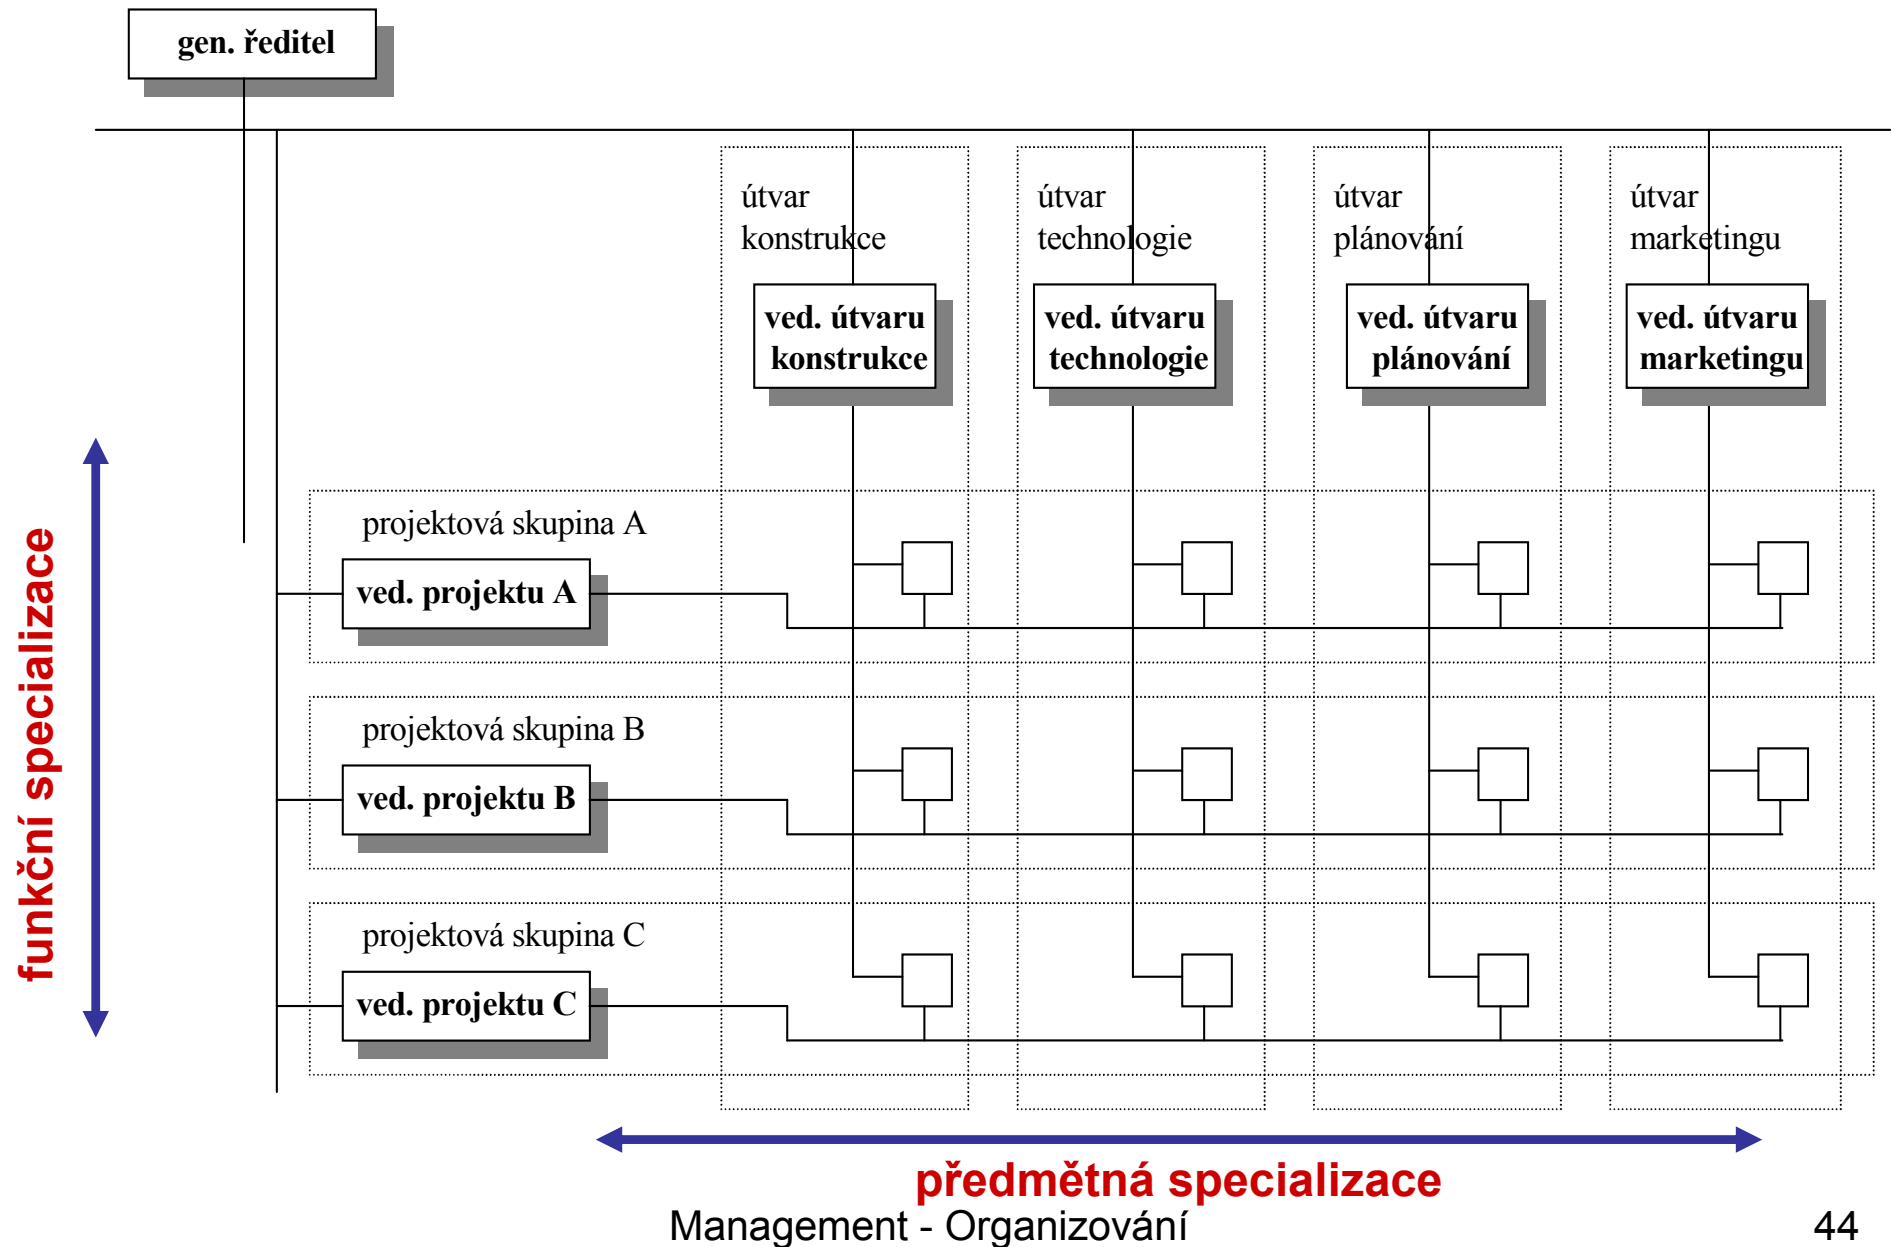 gen. ředitel
útvar
konstrukce
útvar
technologie
útvar
plánování
útvar
marketingu
ved. útvaru
konstrukce
ved. útvaru
technologie
ved. útvaru
plánování
ved. útvaru
marketingu
funkční specializace
projektová skupina A
ved. projektu A
projektová skupina B
ved. projektu B
projektová skupina C
ved. projektu C
předmětná specializace
Management - Organizování
44